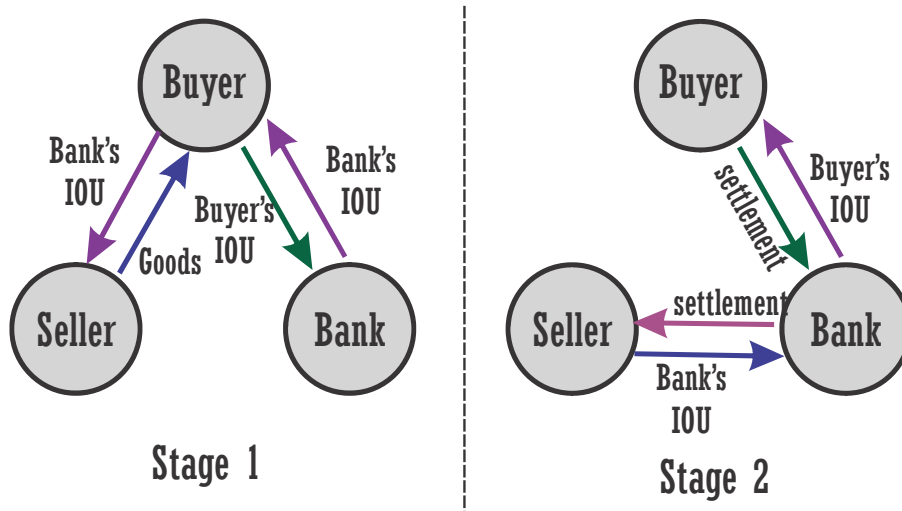 Buyer
Bank's
IOU
Bank's
IOU
Buyer's
IOU
Goods
Seller
Bank
Stage 1
Buyer
settlement
Buyer's
IOU
settlement
Seller
Bank
Bank's
IOU
Stage 2